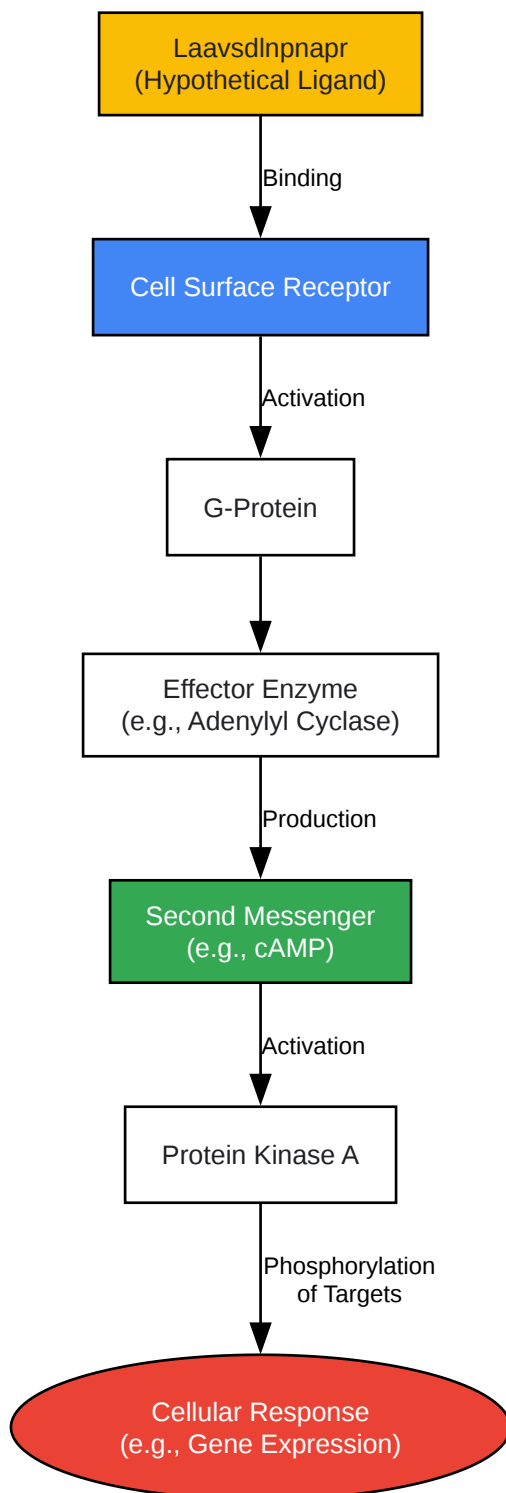 Laavsdlnpnapr
(Hypothetical Ligand)
Binding
Cell Surface Receptor
Activation
G-Protein
Effector Enzyme
(e.g., Adenylyl Cyclase)
Production
Second Messenger
(e.g., cAMP)
Activation
Protein Kinase A
Phosphorylation
of Targets
Cellular Response
(e.g., Gene Expression)